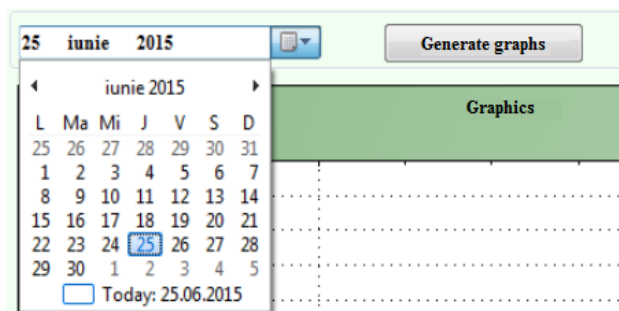 25 iunie 2015
Generate graphs
iunie 2015
Graphics
L Ma Mi J V S D
25 26 27 28 29 30 31
1 2 3 4 5 6 7
8 9 10 11 12 13 14
15 16 17 18 19 20 21
22 23 24 25 26 27 28
29 30 1 2 3 4 5
Today: 25.06.2015